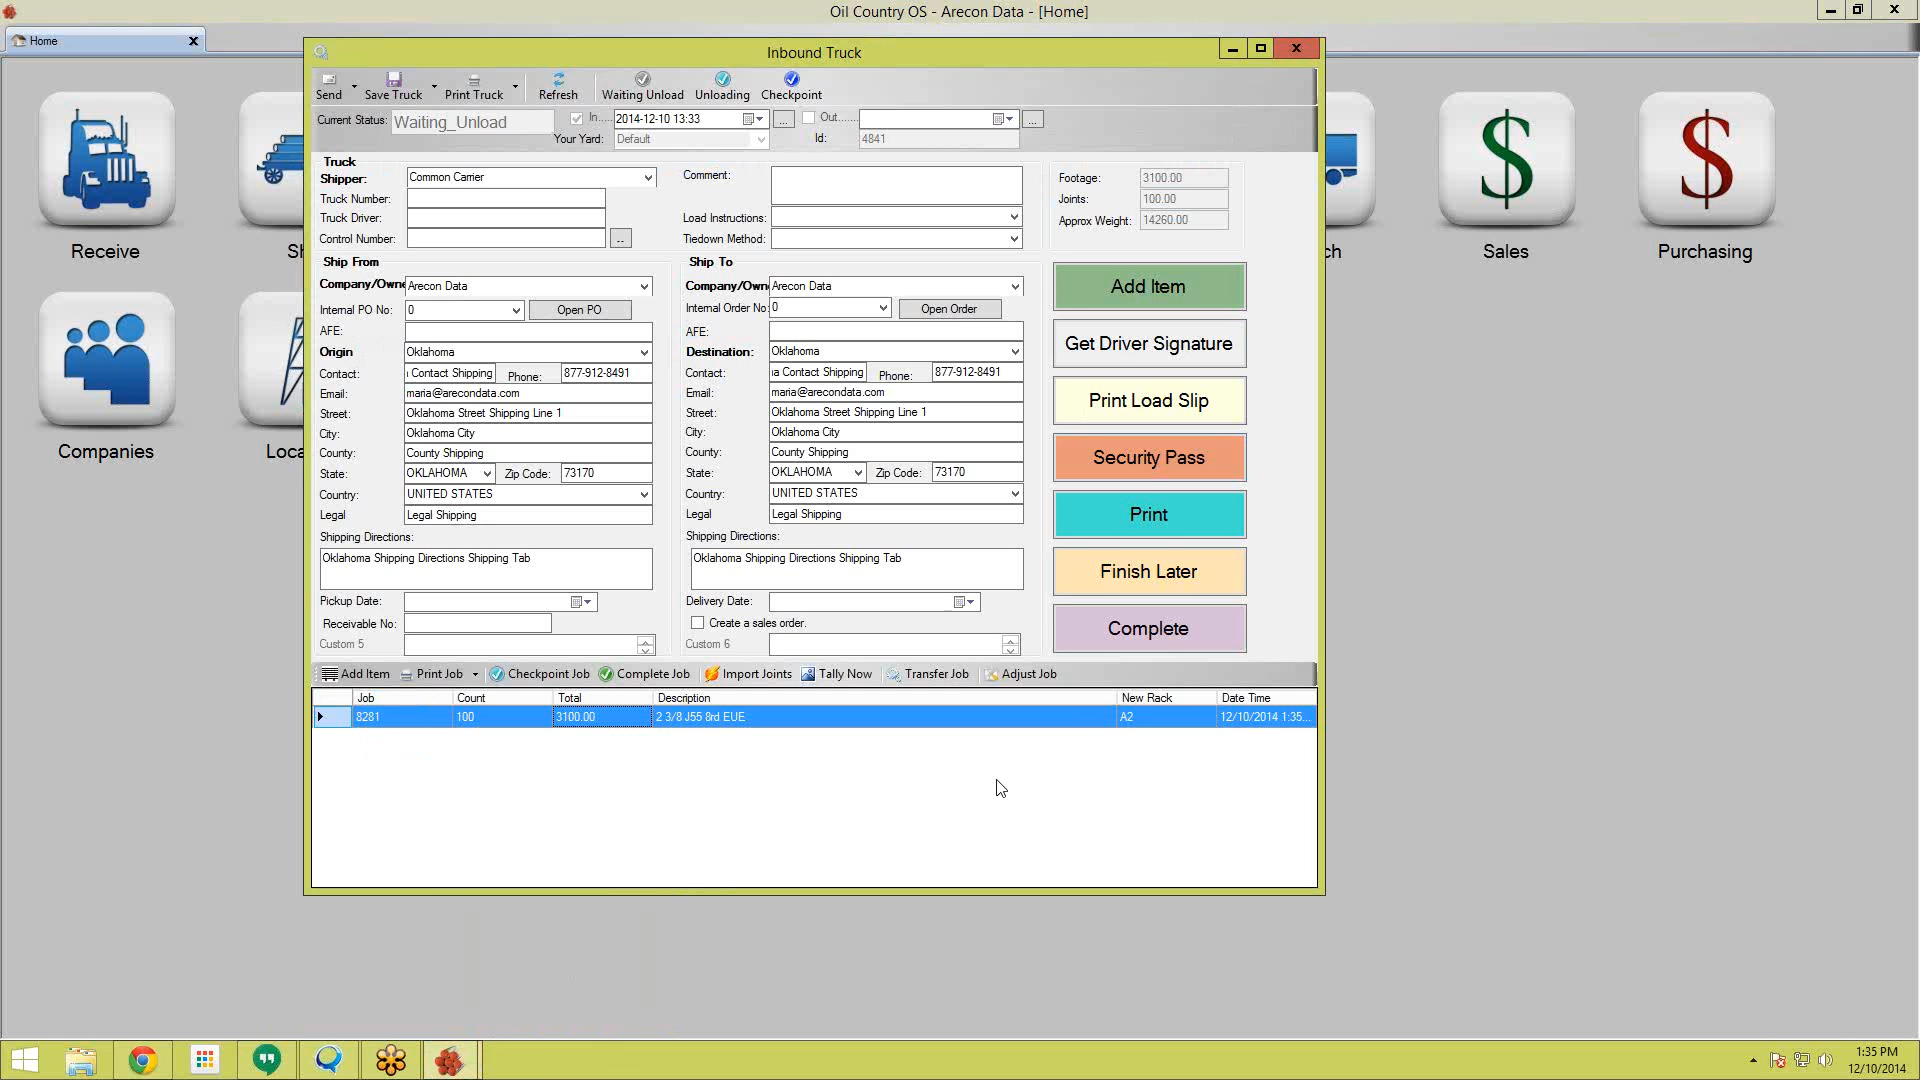 Oil Country OS - Arecon Data - [Home]
Home
Inbound Truck
Send Save Truck Print Truck Refresh Waiting Unload Unloading Checkpoint
Current Status: Waiting_Unload In.... 2014-12-10 13:33 ... Out....... ...
Your Yard: Default Id: 4841
Truck
Shipper: Common Carrier Comment: Footage: 3100.00
Truck Number: Joints: 100.00
Truck Driver: Load Instructions: Approx Weight: 14260.00
Control Number: .. Tiedown Method:
Ship From Ship To
Company/Owne Arecon Data Company/Own Arecon Data Add Item
Internal PO No: 0 Open PO Internal Order No: 0 Open Order
AFE: AFE:
Origin Oklahoma Destination: Oklahoma Get Driver Signature
Contact: Contact Shipping Phone: 877-912-8491 Contact: a Contact Shipping Phone: 877-912-8491
Email: maria@arecondata.com Email: maria@arecondata.com Print Load Slip
Street: Oklahoma Street Shipping Line 1 Street: Oklahoma Street Shipping Line 1
City: Oklahoma City City: Oklahoma City
County: County Shipping County: County Shipping Security Pass
State: OKLAHOMA Zip Code: 73170 State: OKLAHOMA Zip Code: 73170
Country: UNITED STATES Country: UNITED STATES
Legal Legal Shipping Legal Legal Shipping Print
Shipping Directions: Shipping Directions:
Oklahoma Shipping Directions Shipping Tab Oklahoma Shipping Directions Shipping Tab Finish Later
Pickup Date: Delivery Date:
Receivable No: Create a sales order. Complete
Custom 5 Custom 6
Add Item Print Job Checkpoint Job Complete Job Import Joints Tally Now Transfer Job Adjust Job
Job Count Total Description New Rack Date Time
8281 100 3100.00 2 3/8 J55 8rd EUE A2 12/10/2014 1:35...
Receive Sh ch Sales Purchasing
Companies Loca
1:35 PM
12/10/2014